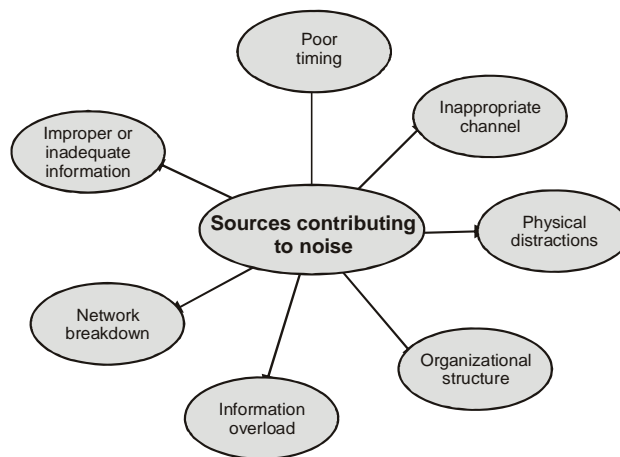 Poor
timing
Inappropriate
channel
Improper or
inadequate
information
Sources contributing
to noise
Physical
distractions
Network
breakdown
Organizational
structure
Information
overload